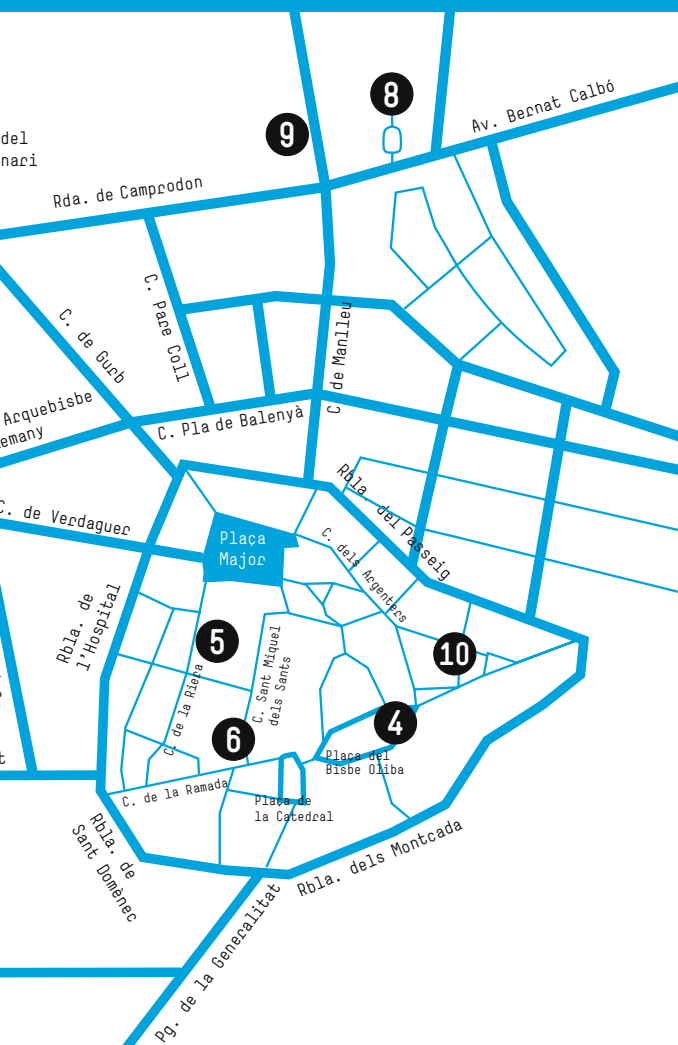 8
9
Av. Bernat Calbó
del
nari
Rda. de Camprodon
C. Pare Coll
C. de Gurb
C. de Manlleu
Arquebisbe
emany
C. Pla de Balenyà
Rbla. del Passeig
C. de Verdaguer
Plaça
Major
C. dels Argenters
Rbla. de
l'Hospital
5
10
C. Sant Miquel
dels Sants
C. de la Riera
4
6
Plaça del
Bisbe Oliba
C. de la Ramada
Plaça de
la Catedral
Rbla. de
Sant Domènec
Rbla. dels Montcada
Pg. de la Generalitat